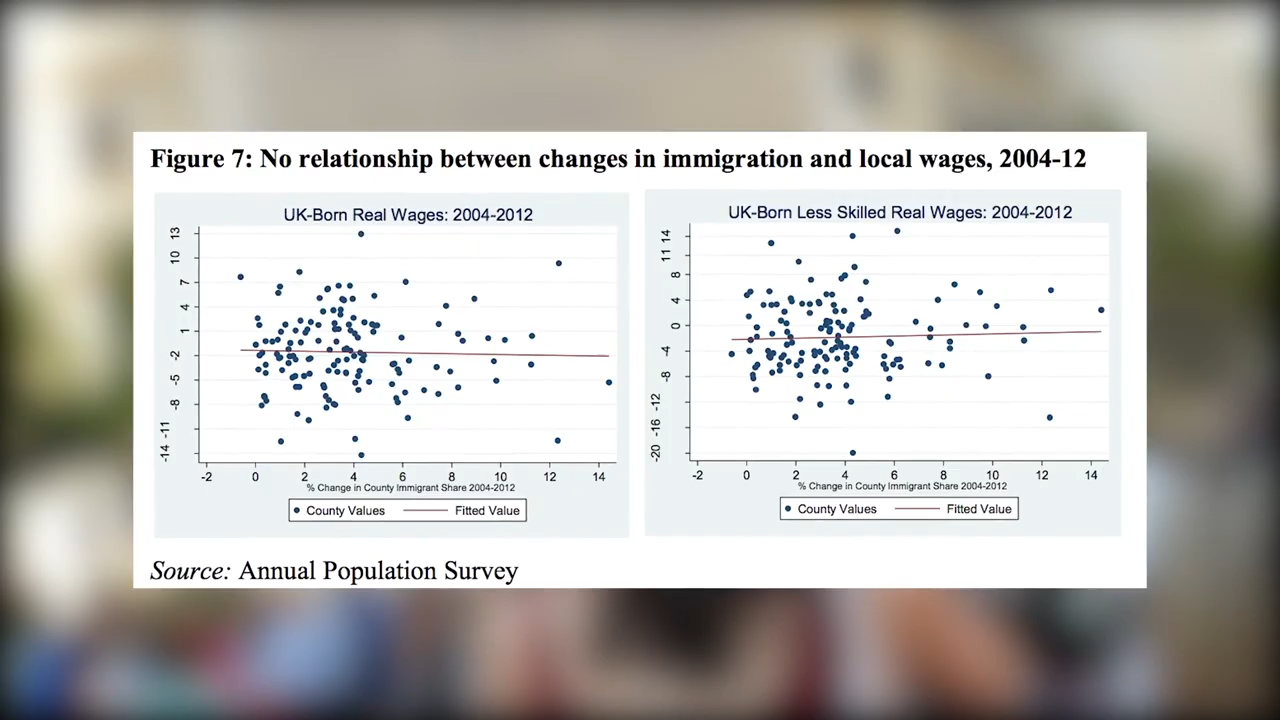 Figure 7: No relationship between changes in immigration and local wages, 2004-12
UK-Born Real Wages: 2004-2012
13
10
7
4
1
-2
-5
-8
-14 -11
-2 0 2 4 6 8 10 12 14
% Change in County Immigrant Share 2004-2012
County Values Fitted Value
UK-Born Less Skilled Real Wages: 2004-2012
11 14
8
4
0
-4
-8
-20 -16 -12
-2 0 2 4 6 8 10 12 14
% Change in County Immigrant Share 2004-2012
County Values Fitted Value
Source: Annual Population Survey